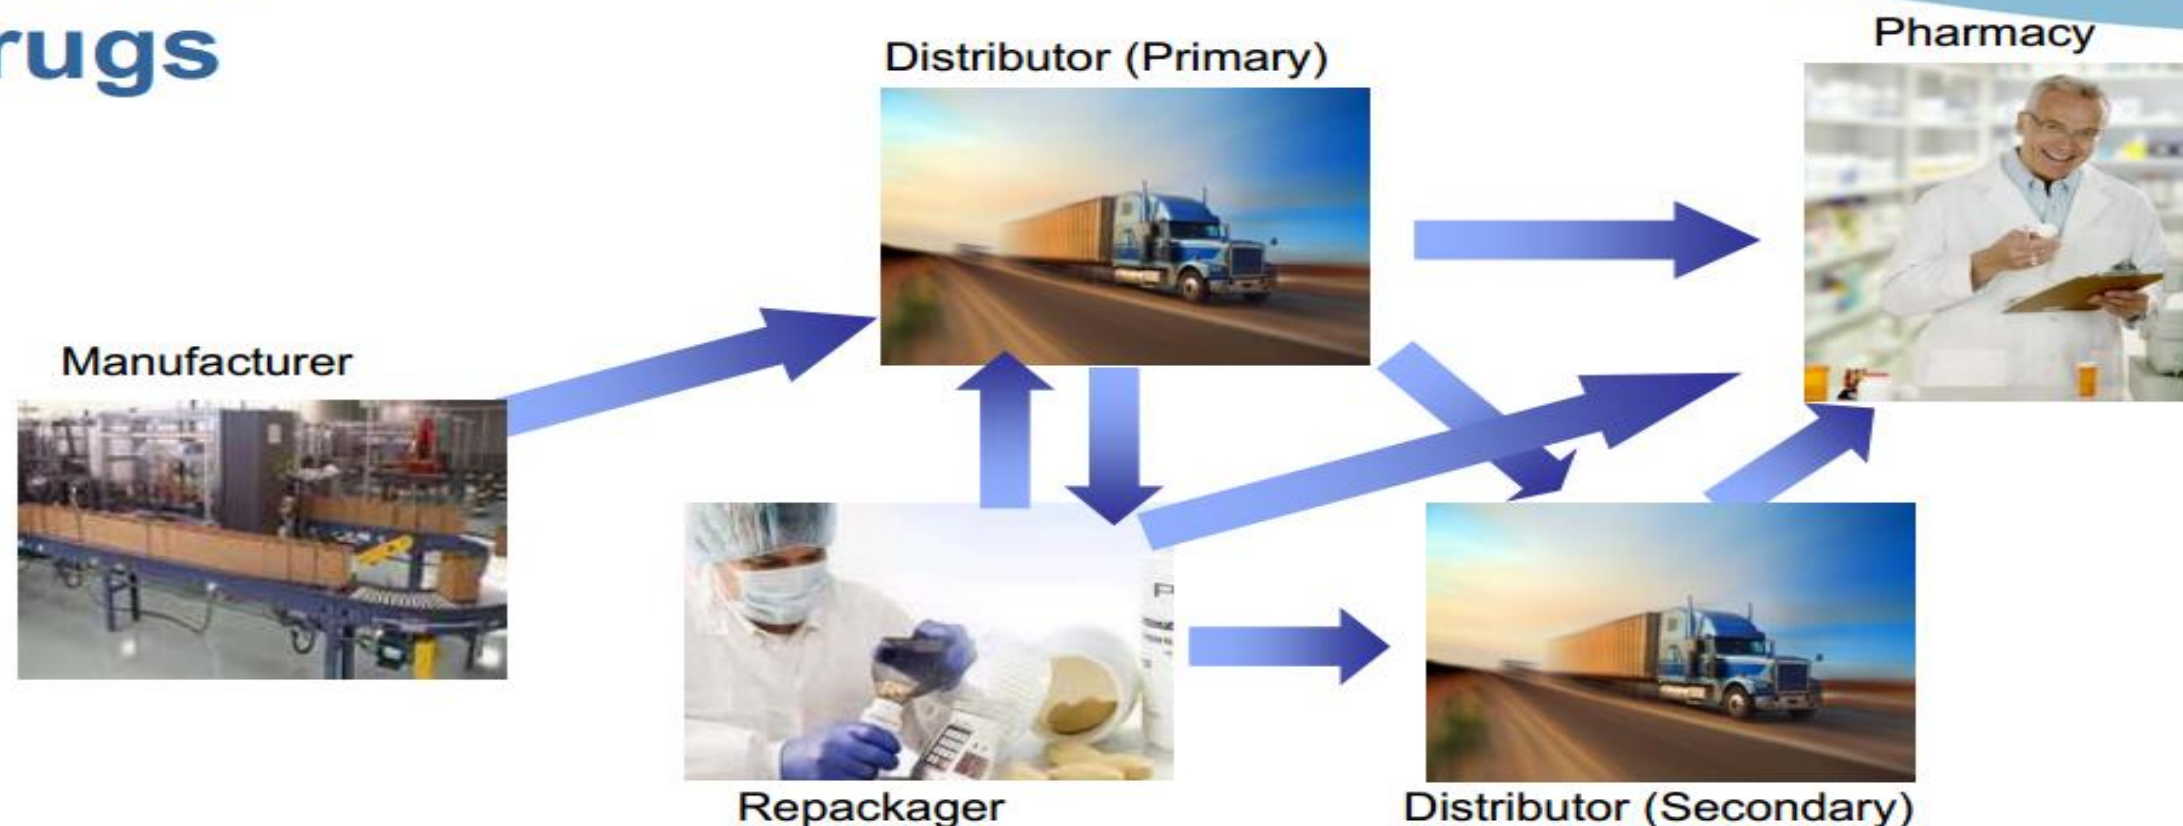 rugs
Distributor (Primary)
Pharmacy
Manufacturer
Repackager
Distributor (Secondary)